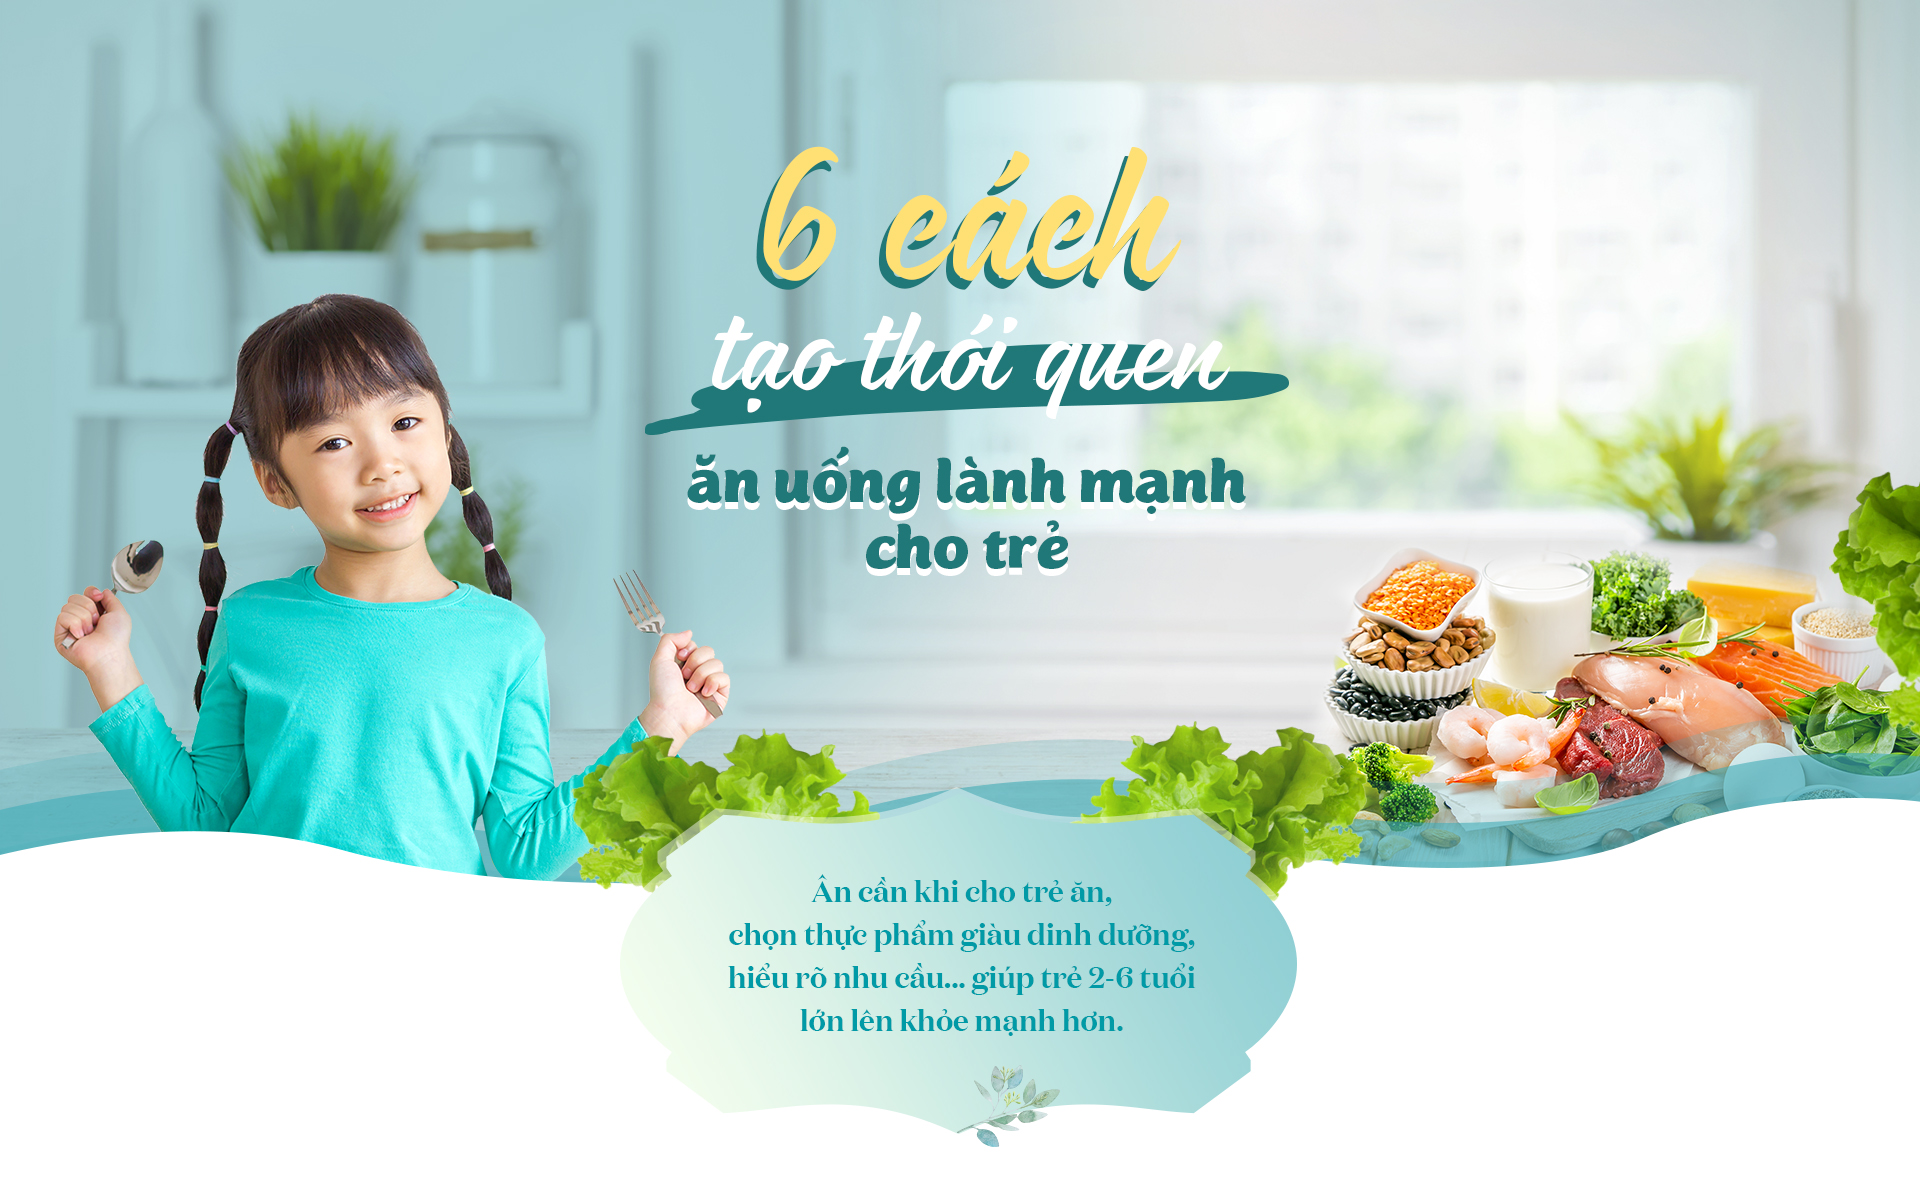 6 cách
tạo thói quen
ăn uống lành mạnh
cho trẻ
Ân cần khi cho trẻ ăn,
chọn thực phẩm giàu dinh dưỡng,
hiểu rõ nhu cầu... giúp trẻ 2-6 tuổi
lớn lên khỏe mạnh hơn.